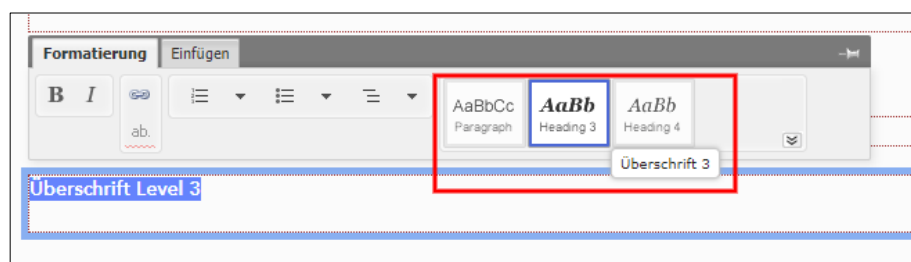 Formatierung Einfügen
B I AaBbCc AaBb AaBb
Paragraph Heading 3 Heading 4
ab.
Überschrift 3
Überschrift Level 3